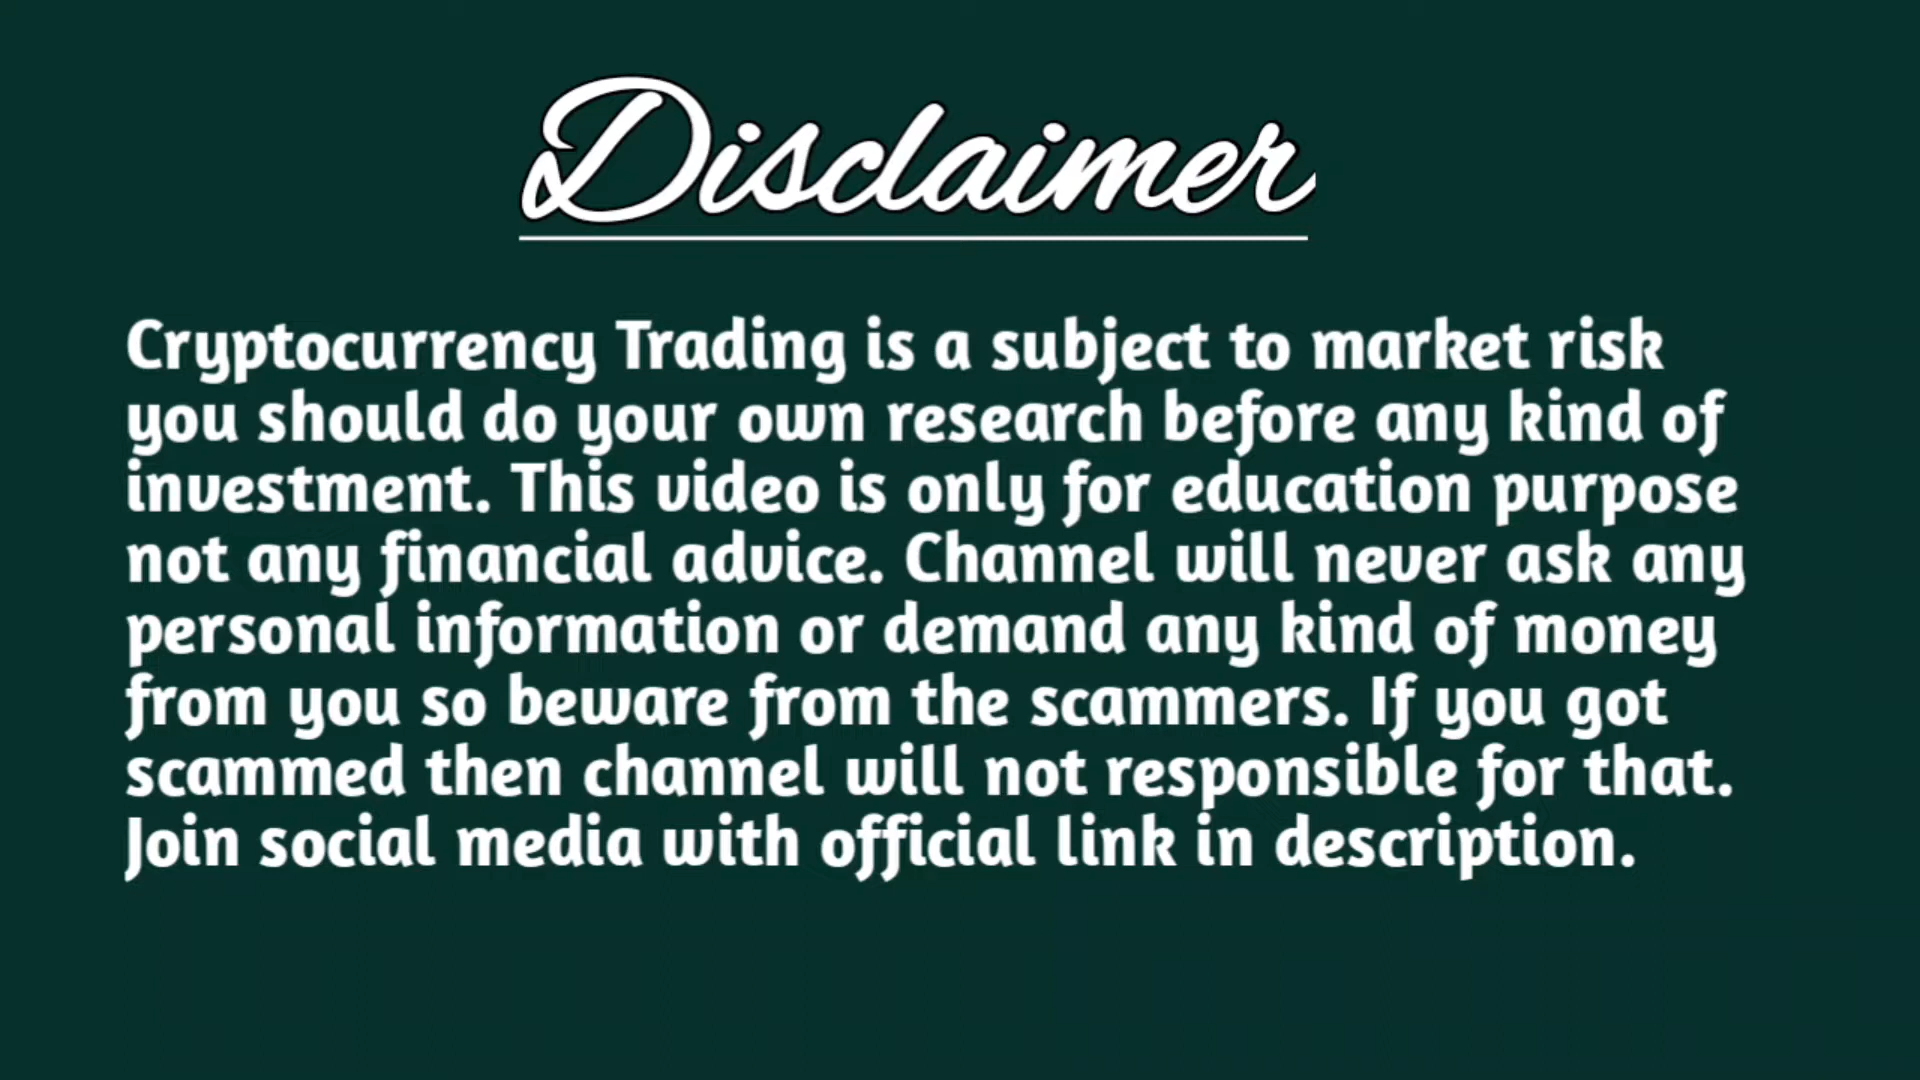 Disclaimer
Cryptocurrency Trading is a subject to market risk
you should do your own research before any kind of
investment. This video is only for education purpose
not any financial advice. Channel will never ask any
personal information or demand any kind of money
from you so beware from the scammers. If you got
scammed then channel will not responsible for that.
Join social media with official link in description.